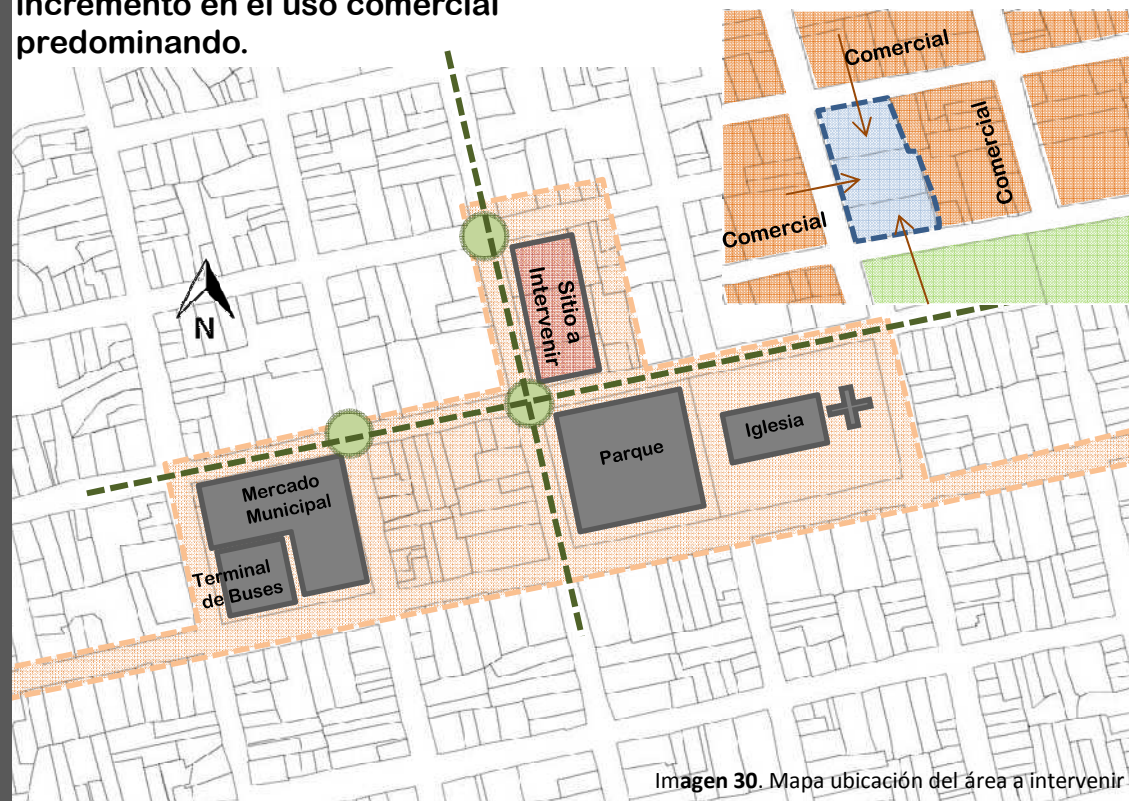 incremento en el uso comercial
predominando.
Comercial
Comercial
Comercial
Sitio a
Intervenir
N
Mercado
Municipal
Parque
Iglesia
Terminal
de Buses
Imagen 30. Mapa ubicación del área a intervenir